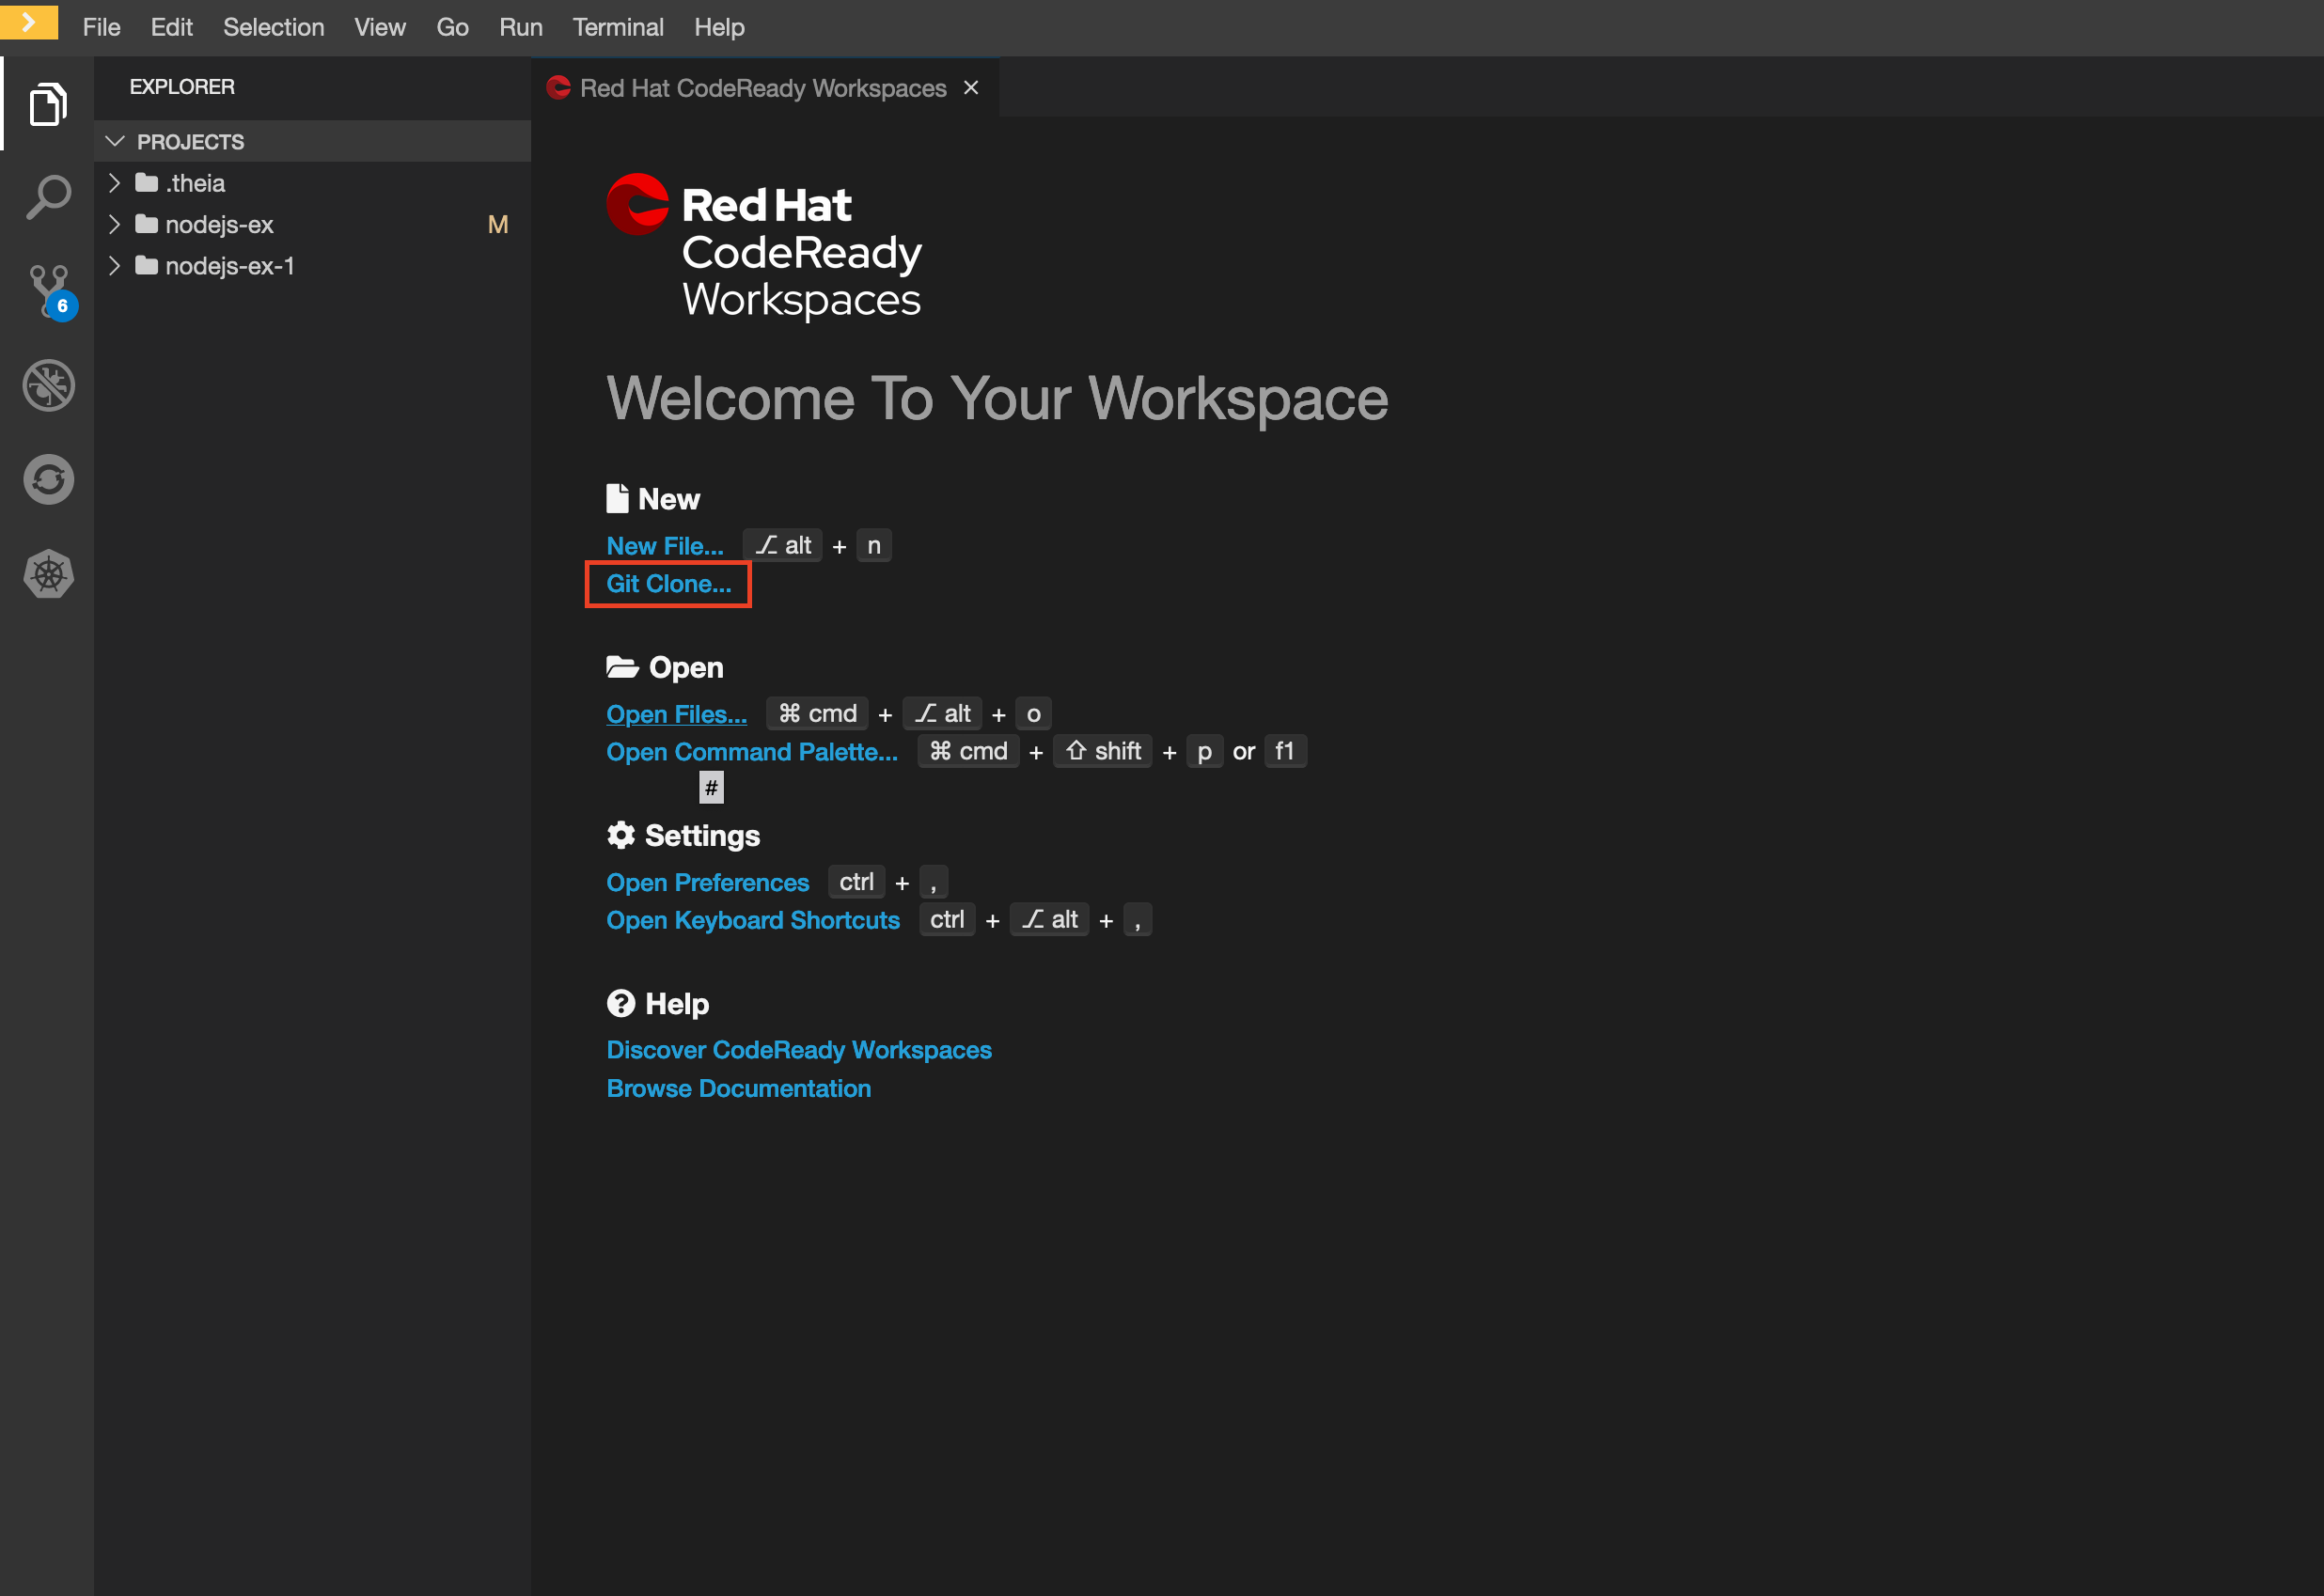 File Edit Selection View Go Run Terminal Help
EXPLORER
PROJECTS
.theia
nodejs-ex M
nodejs-ex-1
6
Red Hat CodeReady Workspaces ×
Red Hat
CodeReady
Workspaces
Welcome To Your Workspace
New
New File... ⌥ alt + n
Git Clone...
Open
Open Files... ⌘ cmd + ⌥ alt + o
Open Command Palette... ⌘ cmd + ⇧ shift + p or f1
#
Settings
Open Preferences ctrl + ,
Open Keyboard Shortcuts ctrl + ⌥ alt + ,
Help
Discover CodeReady Workspaces
Browse Documentation